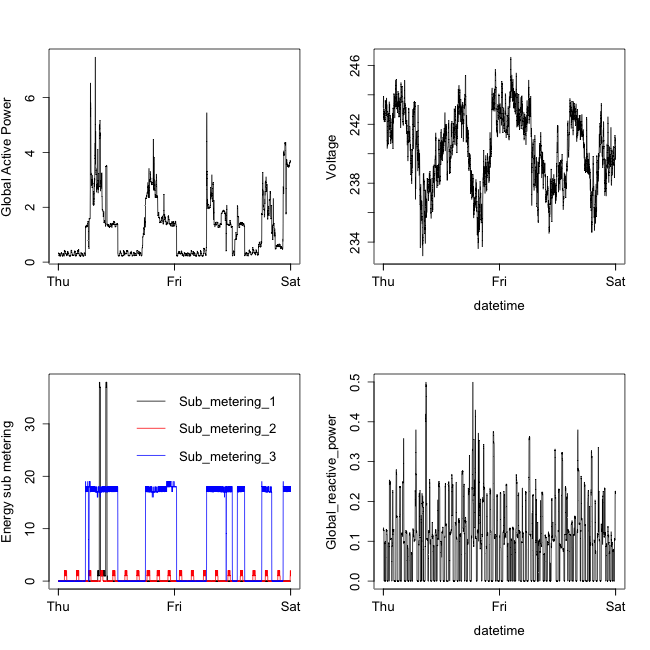 Global Active Power
0 2 4 6
Thu Fri Sat
Voltage
234 238 242 246
Thu Fri Sat
datetime
Energy sub metering
0 10 20 30
Sub_metering_1
Sub_metering_2
Sub_metering_3
Thu Fri Sat
Global_reactive_power
0.0 0.1 0.2 0.3 0.4 0.5
Thu Fri Sat
datetime